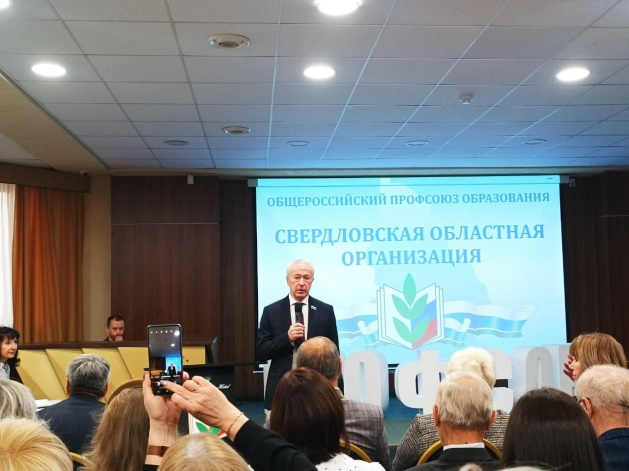 ОБЩЕРОССИЙСКИЙ ПРОФСОЮЗ ОБРАЗОВАНИЯ
СВЕРДЛОВСКАЯ ОБЛАСТНАЯ
ОРГАНИЗАЦИЯ